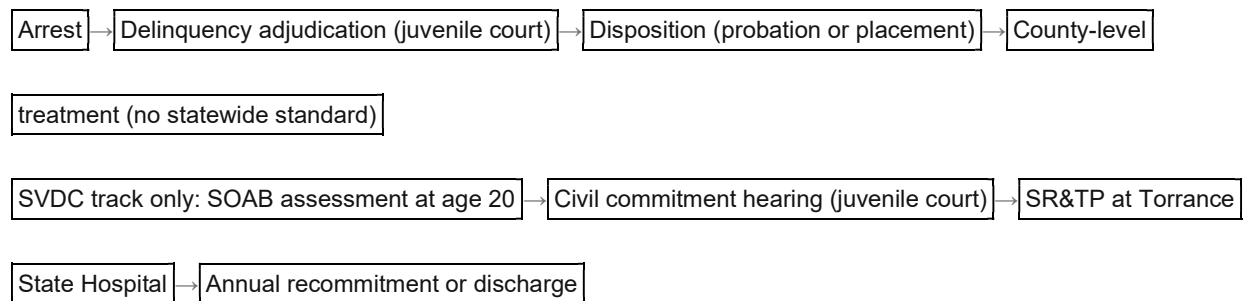 Arrest → Delinquency adjudication (juvenile court) → Disposition (probation or placement) → County-level
treatment (no statewide standard)
SVDC track only: SOAB assessment at age 20 → Civil commitment hearing (juvenile court) → SR&TP at Torrance
State Hospital → Annual recommitment or discharge